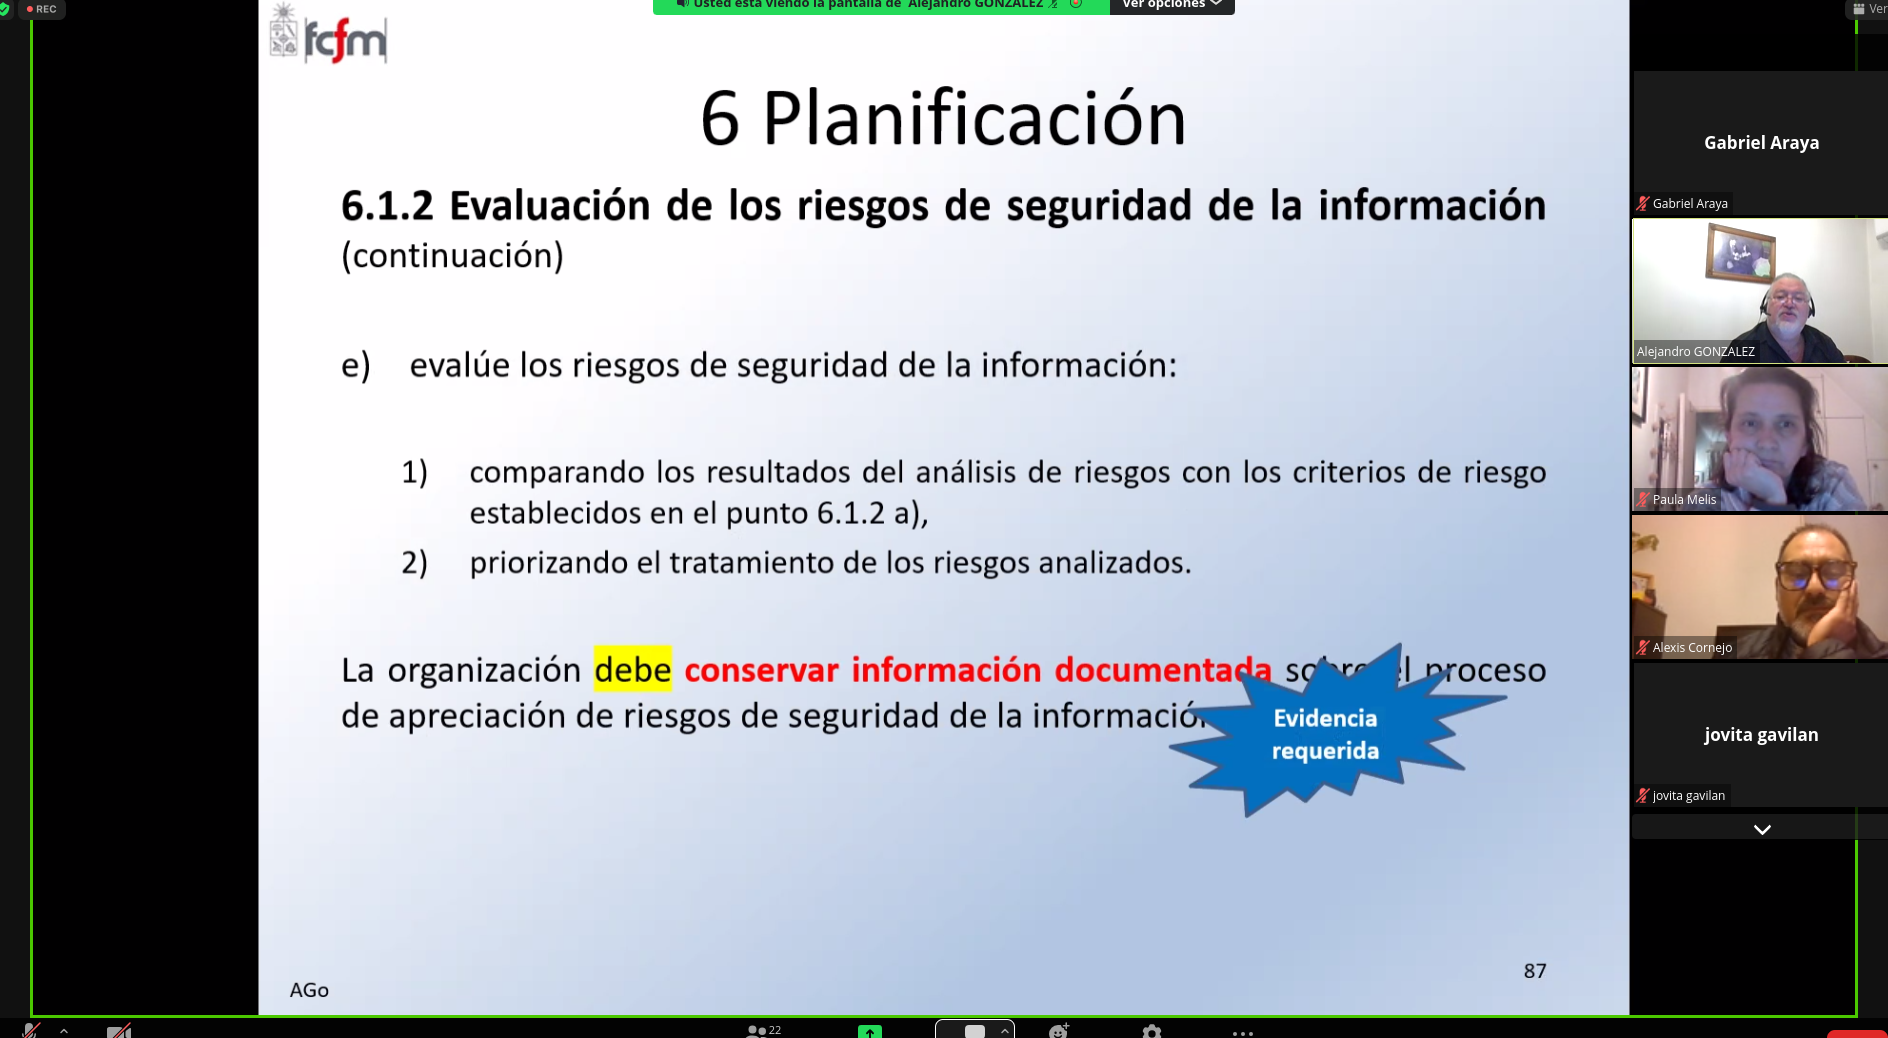 REC
Usted está viendo la pantalla de Alejandro GONZALEZ
Ver opciones
Ver
fcfm
6 Planificación
6.1.2 Evaluación de los riesgos de seguridad de la información
(continuación)
e) evalúe los riesgos de seguridad de la información:
1) comparando los resultados del análisis de riesgos con los criterios de riesgo
establecidos en el punto 6.1.2 a),
2) priorizando el tratamiento de los riesgos analizados.
La organización debe conservar información documentada sobre el proceso
de apreciación de riesgos de seguridad de la información
Evidencia
requerida
87
AGo
Gabriel Araya
Gabriel Araya
Alejandro GONZALEZ
Paula Melis
Alexis Cornejo
jovita gavilan
jovita gavilan
22